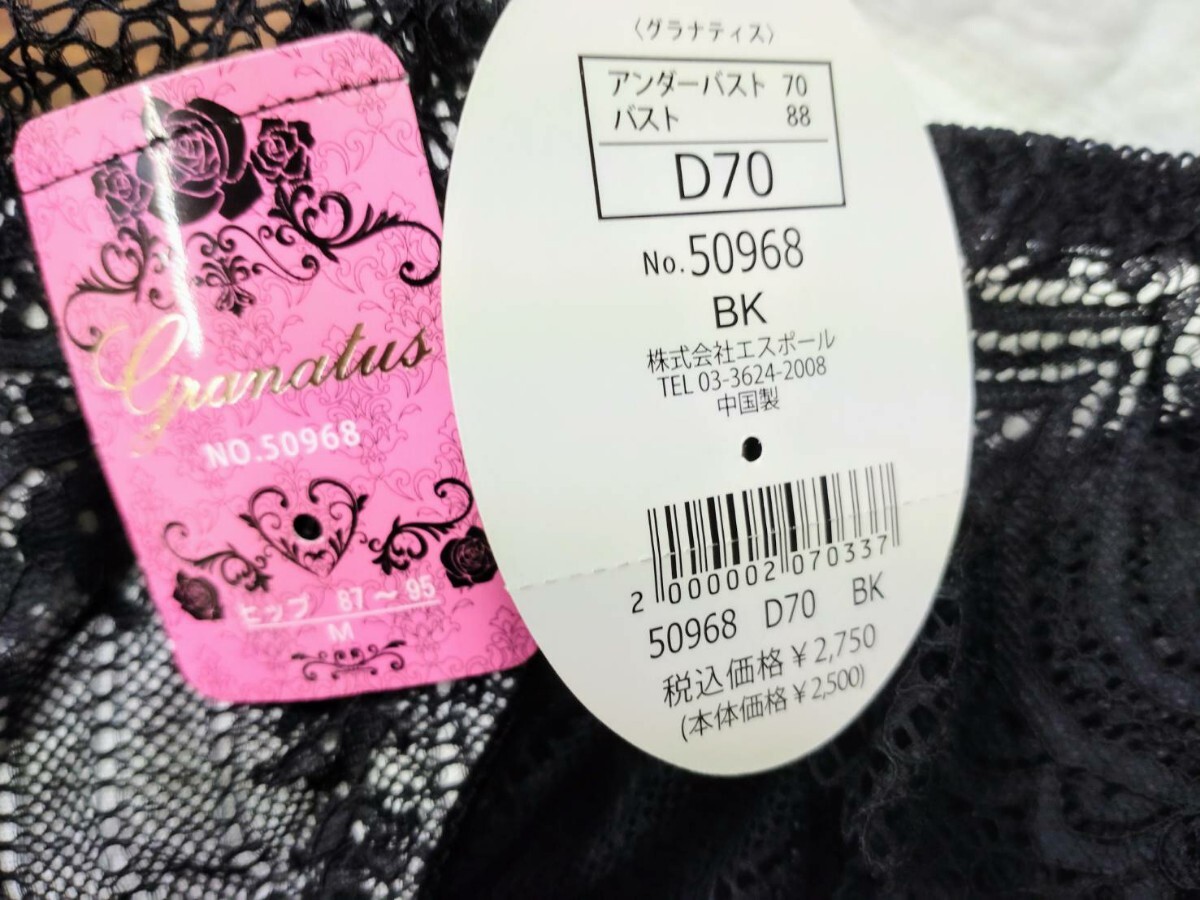 Granatus
NO.50968
ヒップ 87～95
M
〈グラナティス〉
アンダーバスト 70
バスト 88
D70
No.50968
BK
株式会社エスポール
TEL 03-3624-2008
中国製
2 000002 070337
50968 D70 BK
税込価格￥2,750
(本体価格￥2,500)